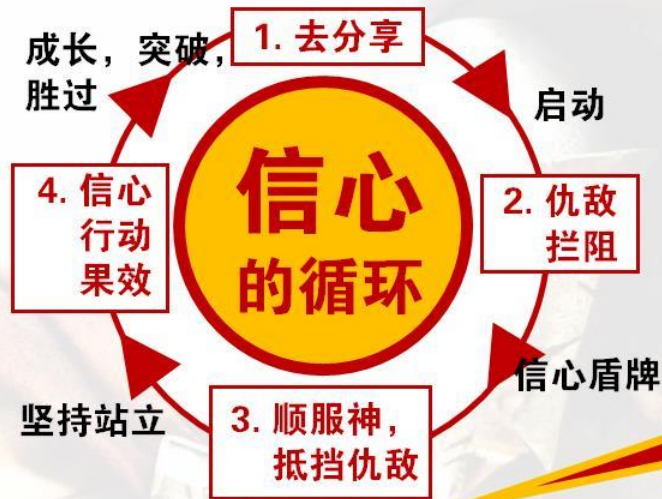 信心
的循环
1. 去分享
启动
2. 仇敌
拦阻
信心盾牌
3. 顺服神，
抵挡仇敌
坚持站立
4. 信心
行动
果效
成长，突破，
胜过